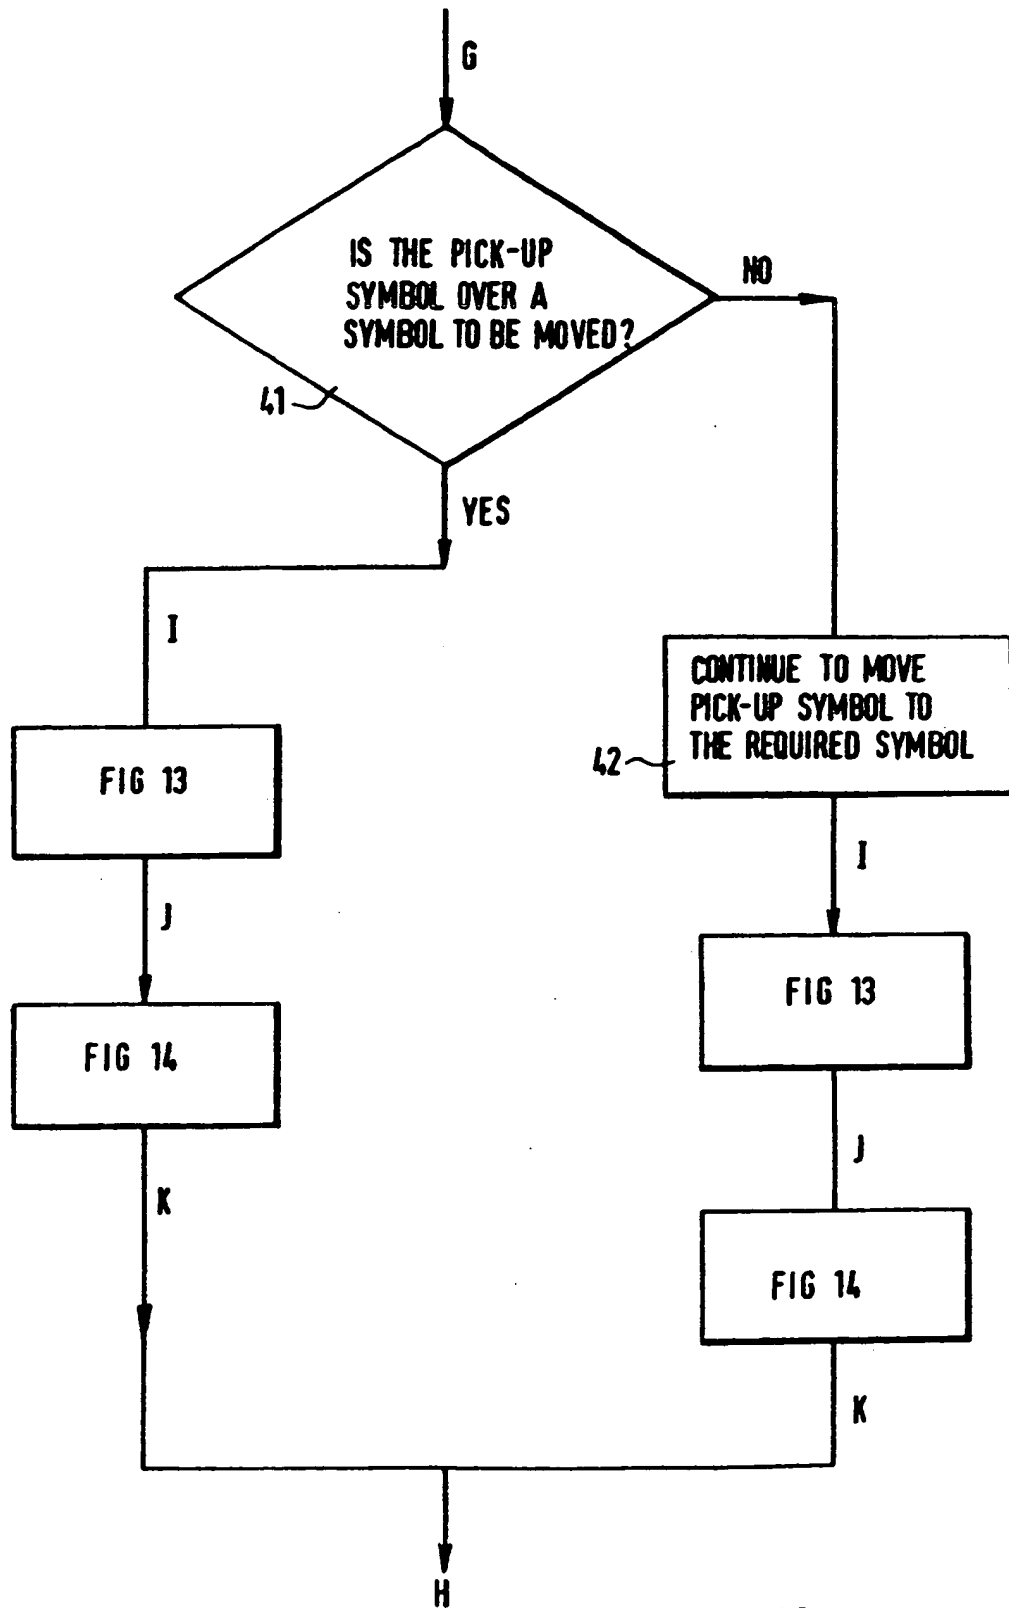 G
IS THE PICK-UP
SYMBOL OVER A
SYMBOL TO BE MOVED?
NO
41
YES
I
CONTINUE TO MOVE
PICK-UP SYMBOL TO
THE REQUIRED SYMBOL
42
FIG 13
I
J
FIG 13
FIG 14
J
K
FIG 14
K
H